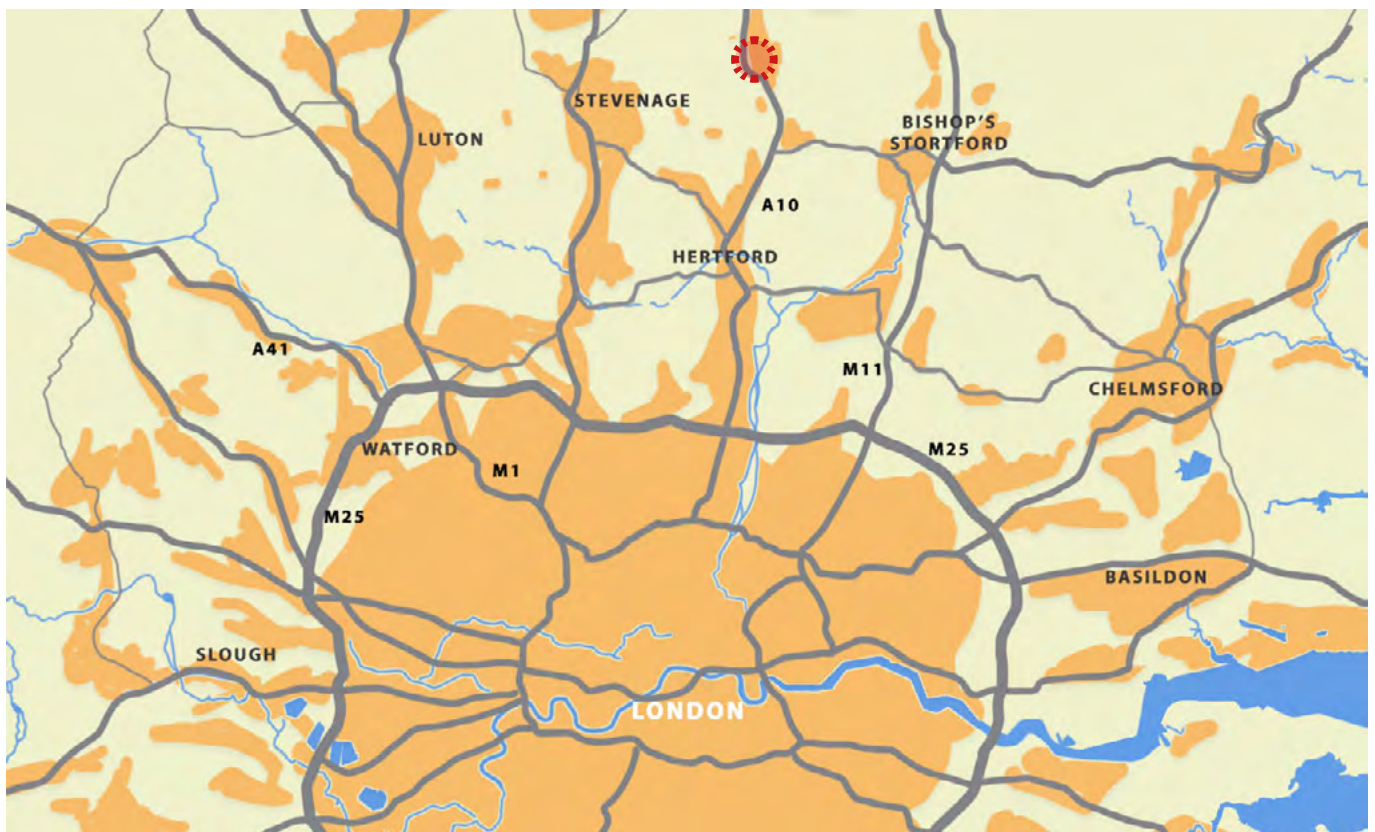 STEVENAGE
LUTON
BISHOP'S
STORTFORD
A10
HERTFORD
A41
M11
CHELMSFORD
WATFORD
M25
M1
M25
BASILDON
SLOUGH
LONDON